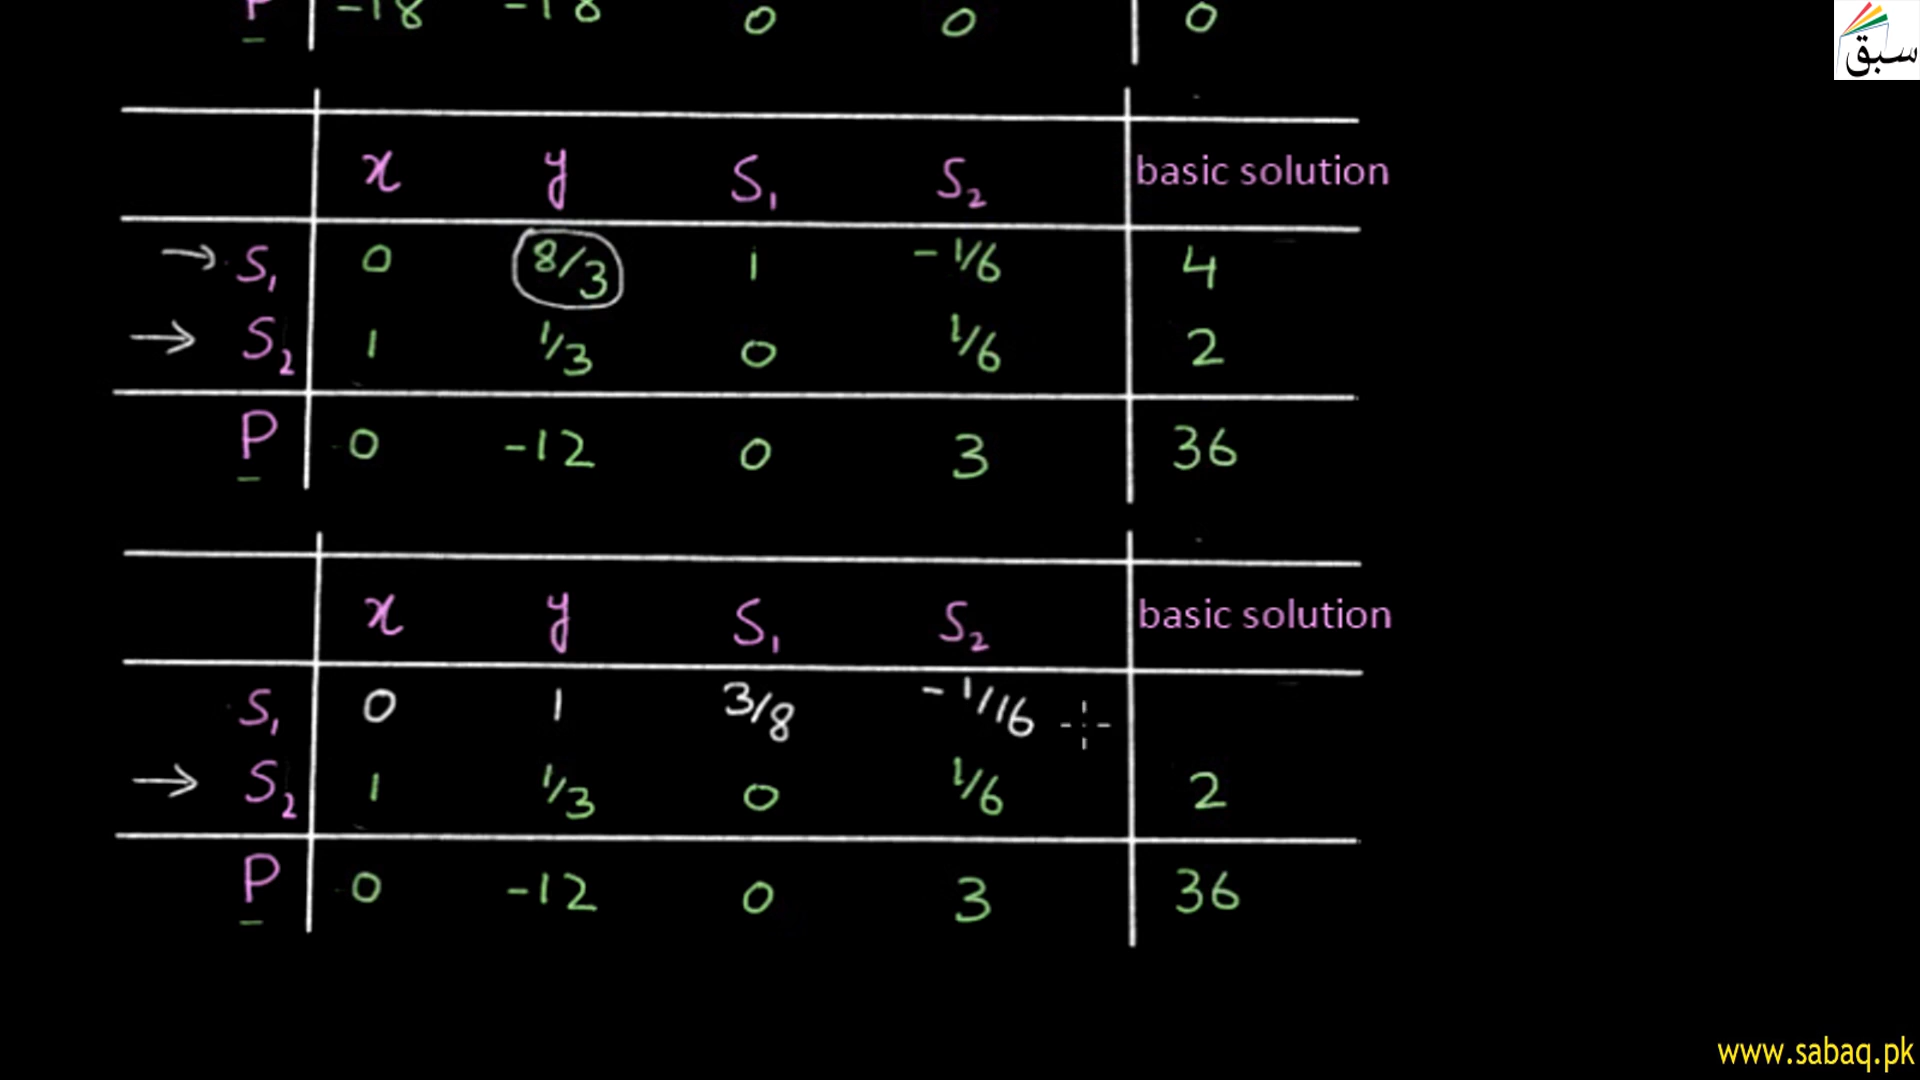 P -18 -18 0 0 0
سبق
x y S₁ S₂ basic solution
→ S₁ 0 8/3 1 -1/6 4
→ S₂ 1 1/3 0 1/6 2
P 0 -12 0 3 36
x y S₁ S₂ basic solution
S₁ 0 1 3/8 -1/16
→ S₂ 1 1/3 0 1/6 2
P 0 -12 0 3 36
www.sabaq.pk